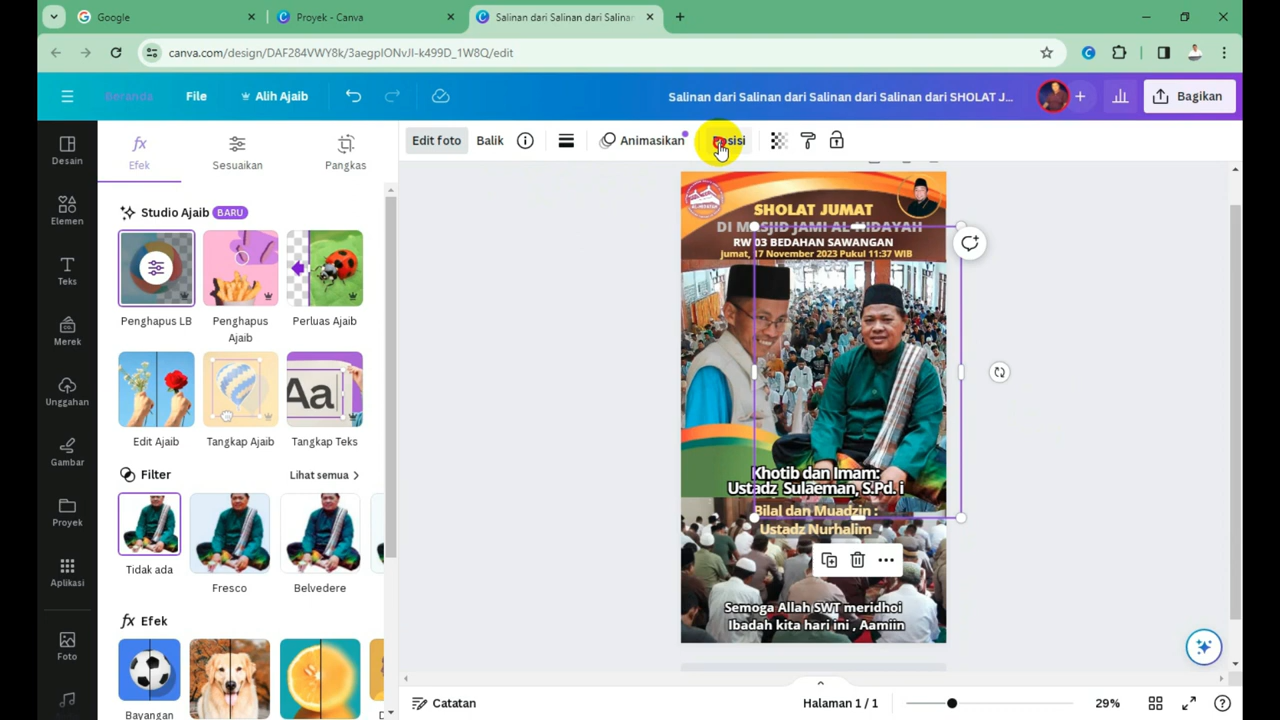 Google
Proyek - Canva
Salinan dari Salinan dari Salinan
canva.com/design/DAF284VWY8k/3aegpIONvJI-k499D_1W8Q/edit
Beranda
File
Alih Ajaib
Salinan dari Salinan dari Salinan dari Salinan dari SHOLAT J...
Bagikan
Edit foto
Balik
Animasikan
Desain
Elemen
Teks
Merek
Unggahan
Gambar
Proyek
Aplikasi
Foto
Efek
Sesuaikan
Pangkas
Studio Ajaib BARU
Penghapus LB
Penghapus Ajaib
Perluas Ajaib
Edit Ajaib
Tangkap Ajaib
Tangkap Teks
Filter
Lihat semua
Tidak ada
Fresco
Belvedere
fx Efek
Bayangan
SHOLAT JUMAT
DI MASJID JAMI AL-HIDAYAH
RW 03 BEDAHAN SAWANGAN
Jumat, 17 November 2023 Pukul 11:37 WIB
Khotib dan Imam:
Ustadz Sulaeman, S.Pd. i
Bilal dan Muadzin :
Ustadz Nurhalim
Semoga Allah SWT meridhoi
Ibadah kita hari ini , Aamiin
Catatan
Halaman 1 / 1
29%